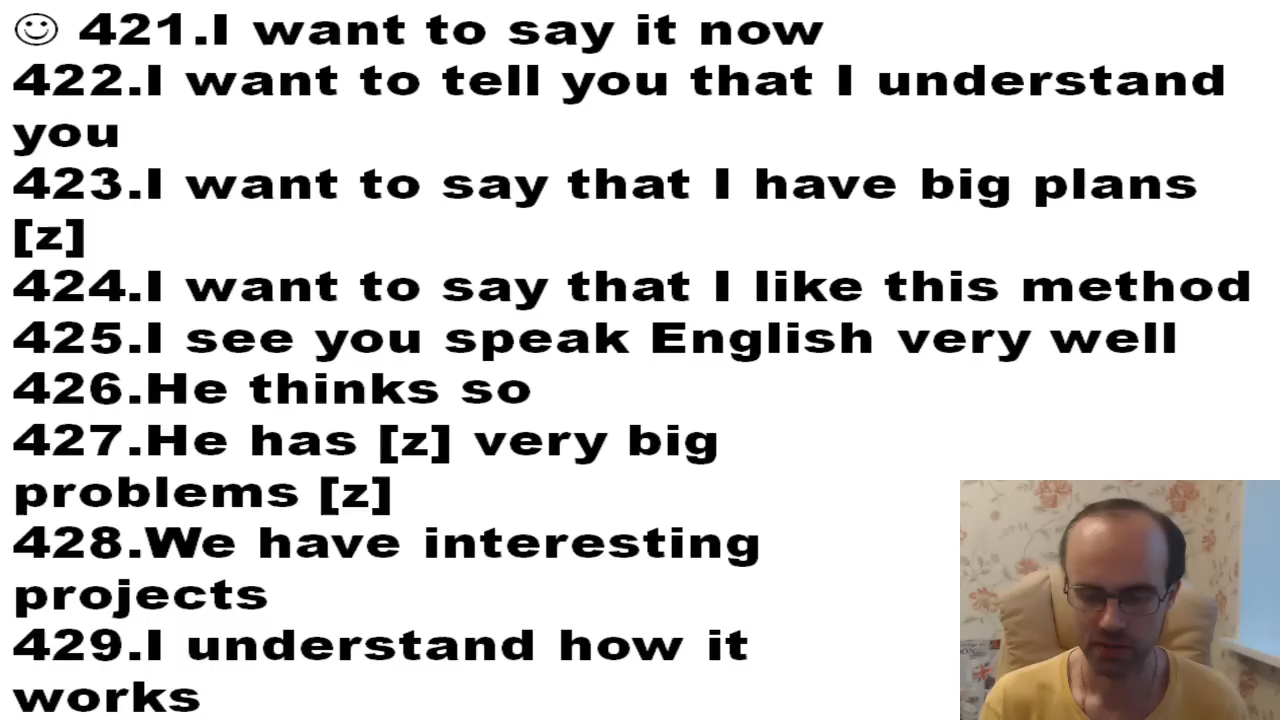 ☺ 421.I want to say it now
422.I want to tell you that I understand
you
423.I want to say that I have big plans
[z]
424.I want to say that I like this method
425.I see you speak English very well
426.He thinks so
427.He has [z] very big
problems [z]
428.We have interesting
projects
429.I understand how it
works